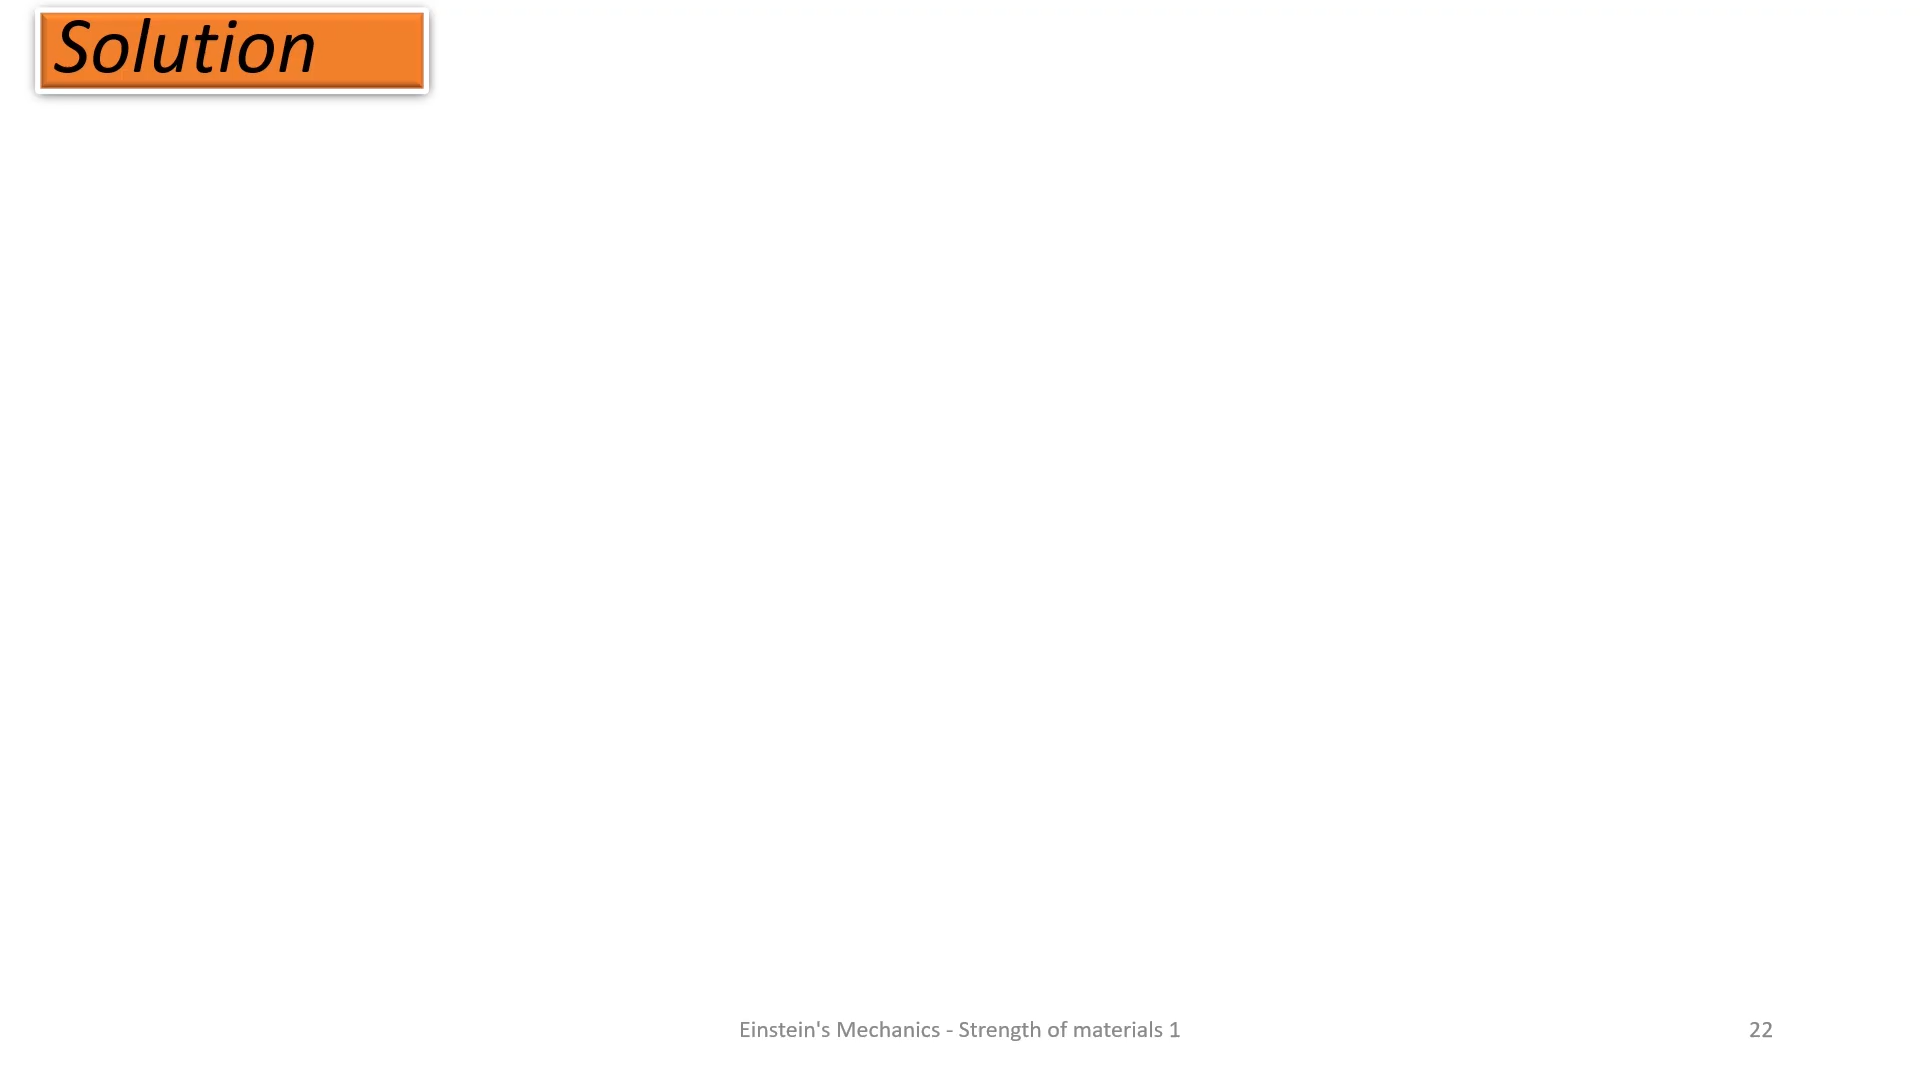 Solution
Einstein's Mechanics - Strength of materials 1
22